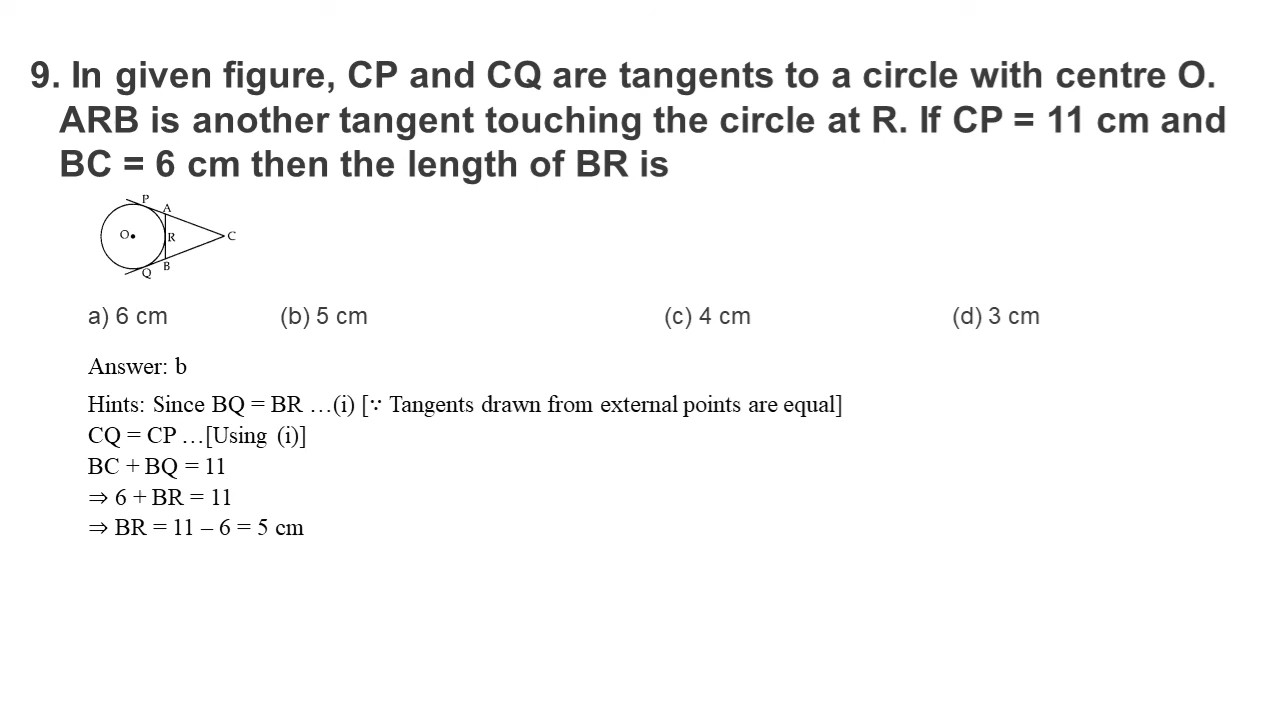 9. In given figure, CP and CQ are tangents to a circle with centre O.
ARB is another tangent touching the circle at R. If CP = 11 cm and
BC = 6 cm then the length of BR is
P
A
O
R
C
B
Q
a) 6 cm (b) 5 cm (c) 4 cm (d) 3 cm
Answer: b
Hints: Since BQ = BR …(i) [∵ Tangents drawn from external points are equal]
CQ = CP …[Using (i)]
BC + BQ = 11
⇒ 6 + BR = 11
⇒ BR = 11 – 6 = 5 cm